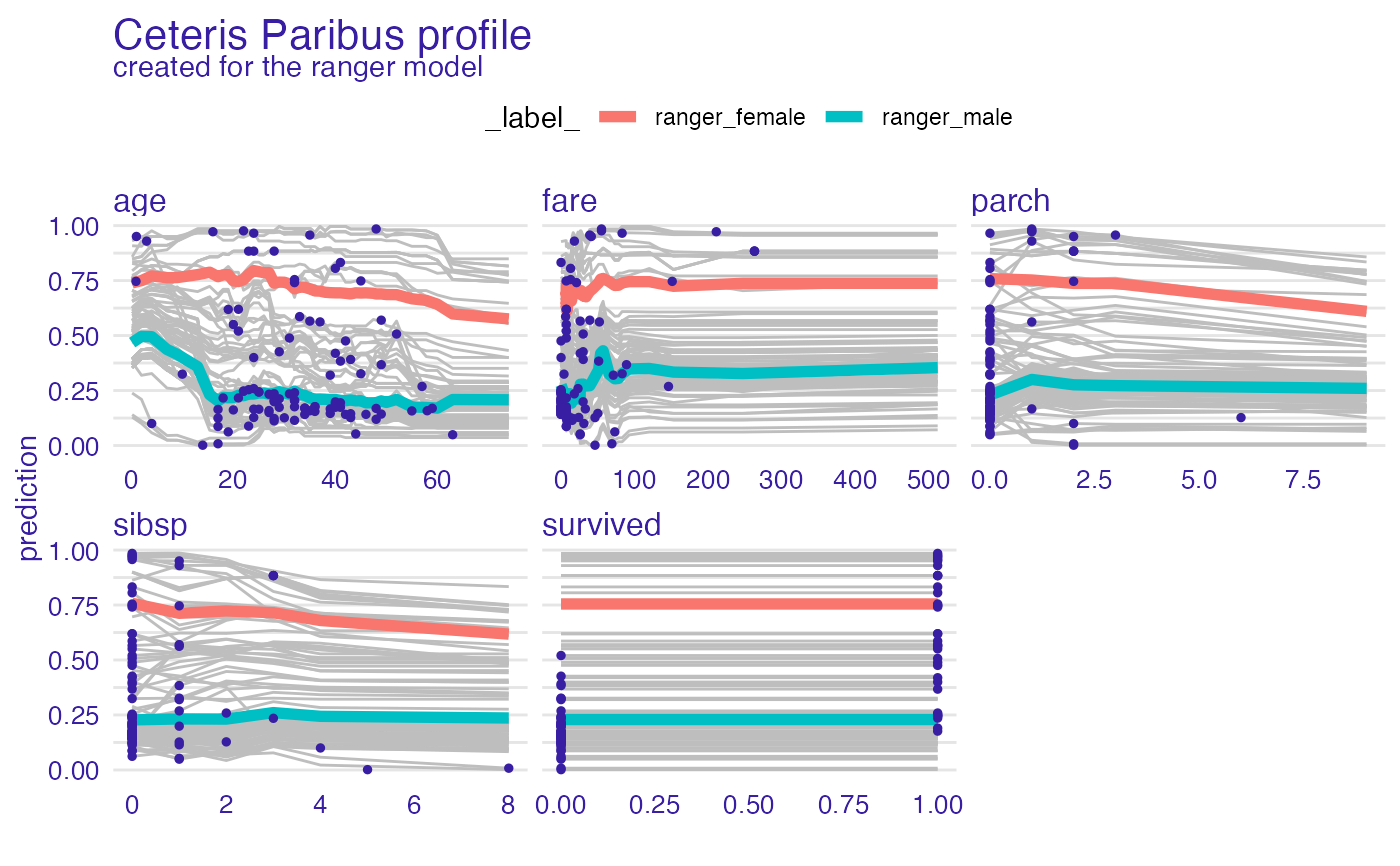 Ceteris Paribus profile
created for the ranger model
_label_ ranger_female ranger_male
age fare parch
1.00
0.75
0.50
0.25
0.00
0 20 40 60 0 100 200 300 400 500 0.0 2.5 5.0 7.5
prediction
sibsp survived
1.00
0.75
0.50
0.25
0.00
0 2 4 6 8 0.00 0.25 0.50 0.75 1.00